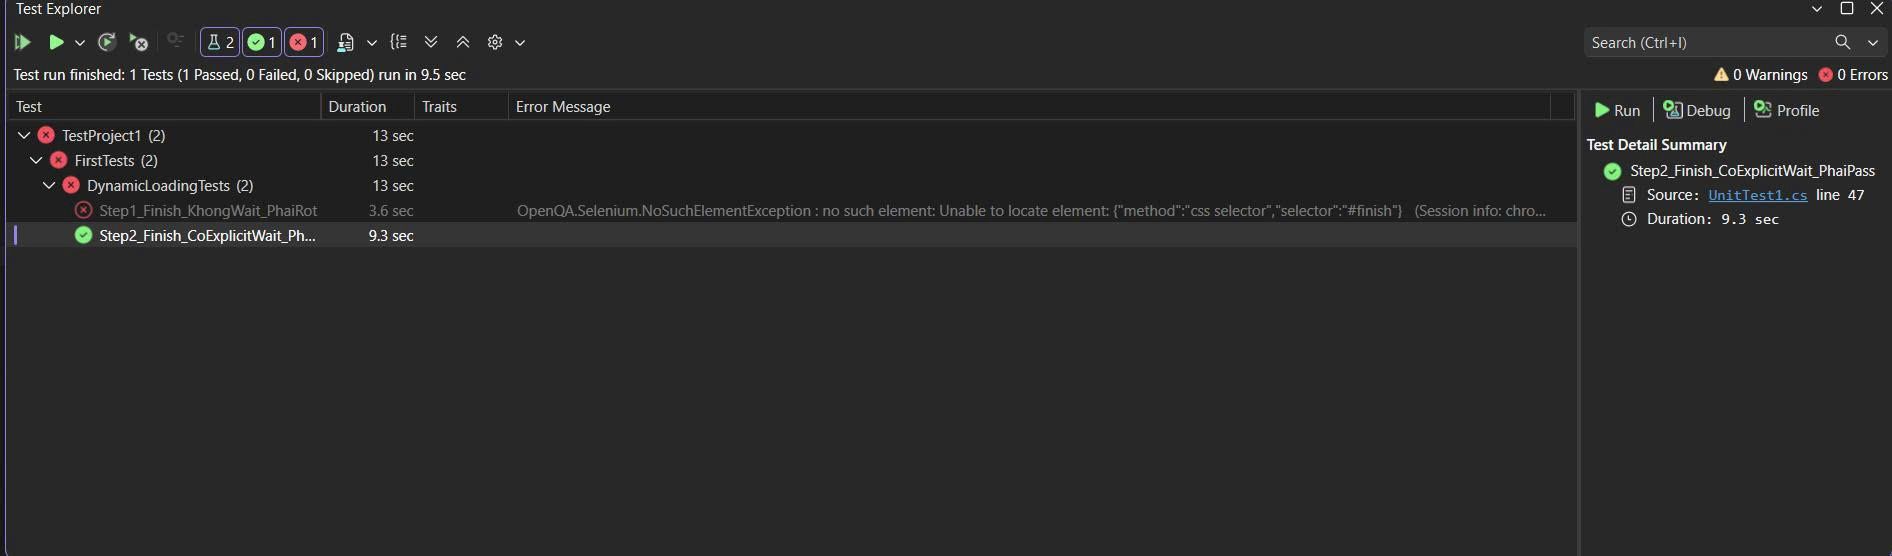 Test Explorer
2 1 1 Search (Ctrl+I)
Test run finished: 1 Tests (1 Passed, 0 Failed, 0 Skipped) run in 9.5 sec 0 Warnings 0 Errors
Test Duration Traits Error Message
TestProject1 (2) 13 sec
FirstTests (2) 13 sec
DynamicLoadingTests (2) 13 sec
Step1_Finish_KhongWait_PhaiRot 3.6 sec OpenQA.Selenium.NoSuchElementException : no such element: Unable to locate element: {"method":"css selector","selector":"#finish"} (Session info: chro...
Step2_Finish_CoExplicitWait_Ph... 9.3 sec
Run Debug Profile
Test Detail Summary
Step2_Finish_CoExplicitWait_PhaiPass
Source: UnitTest1.cs line 47
Duration: 9.3 sec